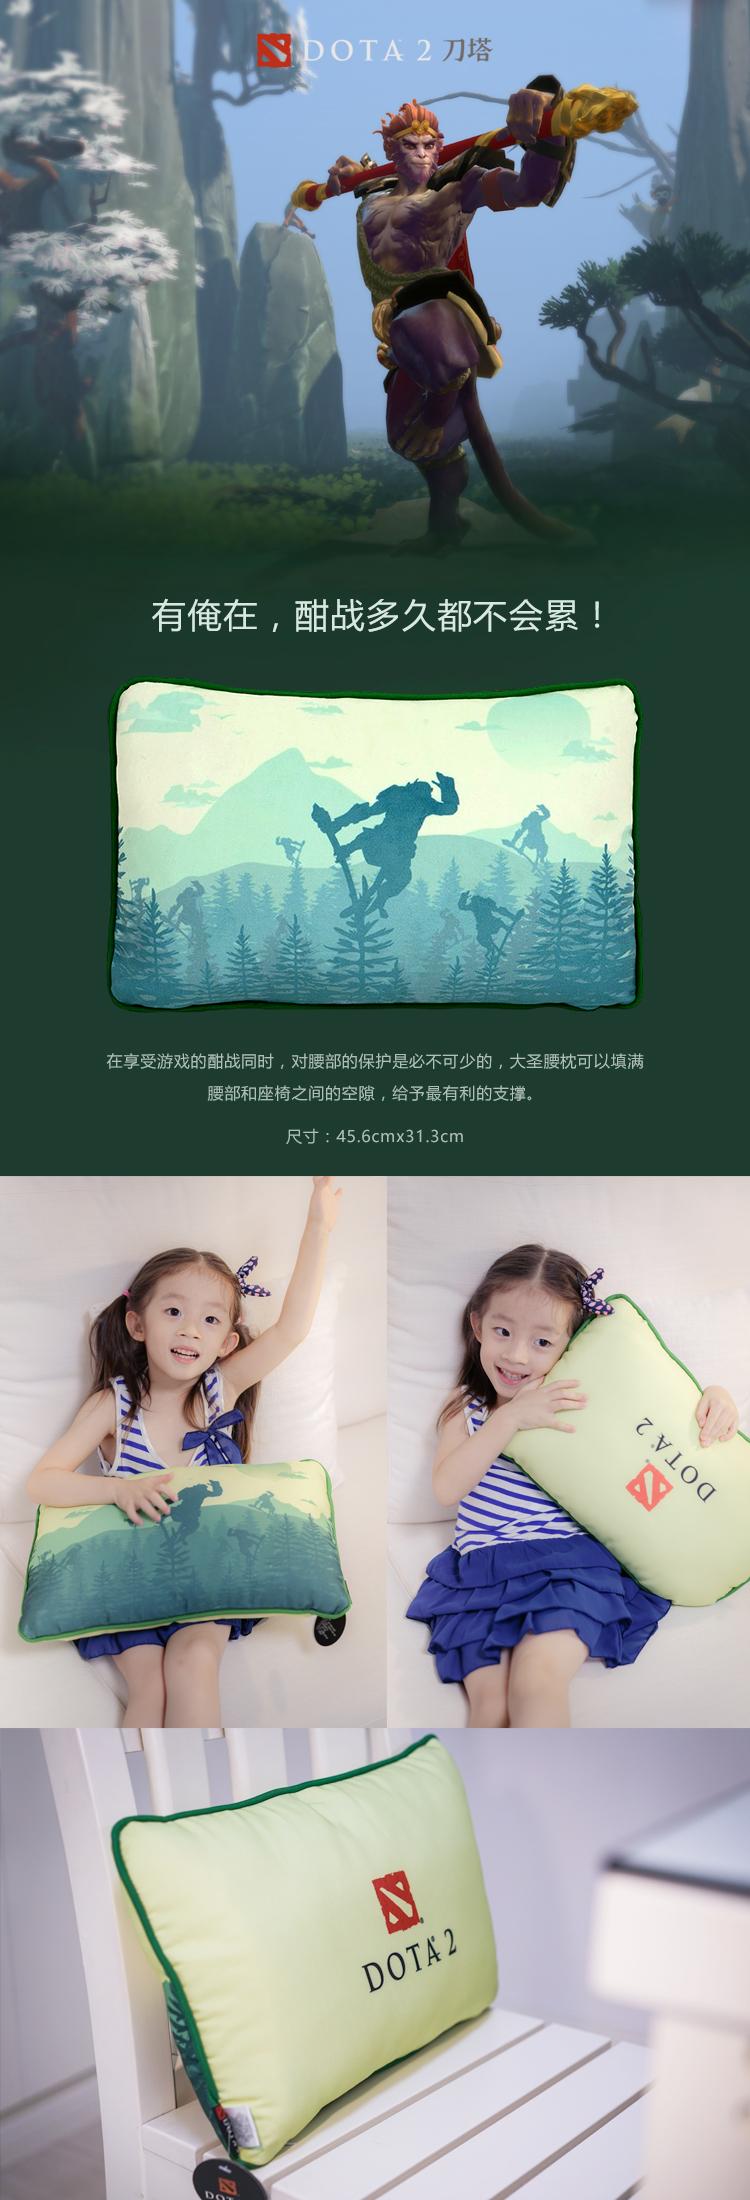 DOTA 2 刀塔
有俺在，酣战多久都不会累！
在享受游戏的酣战同时，对腰部的保护是必不可少的，大圣腰枕可以填满
腰部和座椅之间的空隙，给予最有利的支撑。
尺寸：45.6cmx31.3cm
DOTA 2
DOTA 2
DOTA